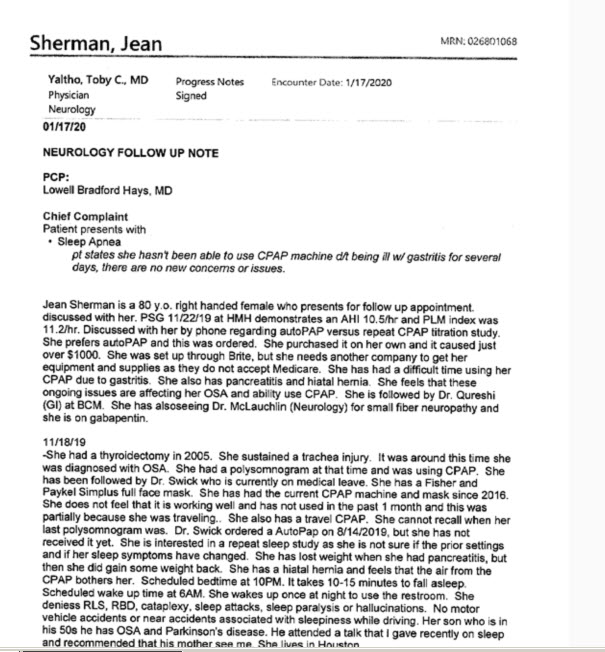 Sherman, Jean
MRN: 026801068
Yaltho, Toby C., MD
Physician
Neurology
Progress Notes
Signed
Encounter Date: 1/17/2020
01/17/20
NEUROLOGY FOLLOW UP NOTE
PCP:
Lowell Bradford Hays, MD
Chief Complaint
Patient presents with
• Sleep Apnea
pt states she hasn't been able to use CPAP machine d/t being ill w/ gastritis for several
days, there are no new concerns or issues.
Jean Sherman is a 80 y.o. right handed female who presents for follow up appointment.
discussed with her. PSG 11/22/19 at HMH demonstrates an AHI 10.5/hr and PLM index was
11.2/hr. Discussed with her by phone regarding autoPAP versus repeat CPAP titration study.
She prefers autoPAP and this was ordered. She purchased it on her own and it caused just
over $1000. She was set up through Brite, but she needs another company to get her
equipment and supplies as they do not accept Medicare. She has had a difficult time using her
CPAP due to gastritis. She also has pancreatitis and hiatal hernia. She feels that these
ongoing issues are affecting her OSA and ability use CPAP. She is followed by Dr. Qureshi
(GI) at BCM. She has alsoseeing Dr. McLauchlin (Neurology) for small fiber neuropathy and
she is on gabapentin.
11/18/19
-She had a thyroidectomy in 2005. She sustained a trachea injury. It was around this time she
was diagnosed with OSA. She had a polysomnogram at that time and was using CPAP. She
has been followed by Dr. Swick who is currently on medical leave. She has a Fisher and
Paykel Simplus full face mask. She has had the current CPAP machine and mask since 2016.
She does not feel that it is working well and has not used in the past 1 month and this was
partially because she was traveling.. She also has a travel CPAP. She cannot recall when her
last polysomnogram was. Dr. Swick ordered a AutoPap on 8/14/2019, but she has not
received it yet. She is interested in a repeat sleep study as she is not sure if the prior settings
and if her sleep symptoms have changed. She has lost weight when she had pancreatitis, but
then she did gain some weight back. She has a hiatal hernia and feels that the air from the
CPAP bothers her. Scheduled bedtime at 10PM. It takes 10-15 minutes to fall asleep.
Scheduled wake up time at 6AM. She wakes up once at night to use the restroom. She
deniess RLS, RBD, cataplexy, sleep attacks, sleep paralysis or hallucinations. No motor
vehicle accidents or near accidents associated with sleepiness while driving. Her son who is in
his 50s he has OSA and Parkinson's disease. He attended a talk that I gave recently on sleep
and recommended that his mother see me. She lives in Houston